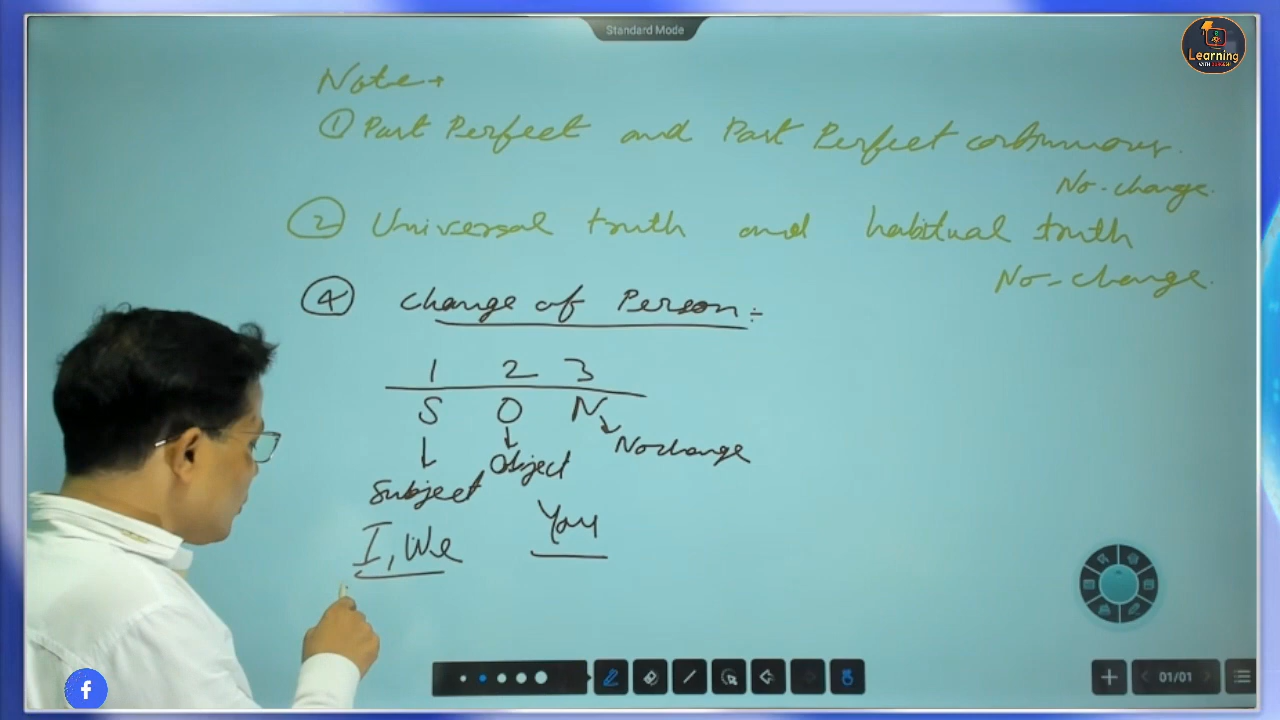 Standard Mode
Learning
Note →
① Past Perfect and Past Perfect continuous.
No-change.
② Universal truth and habitual truth
No-change.
④ Change of Person:-
1 2 3
S O N
Nochange
Object
Subject
I, We You
01/01